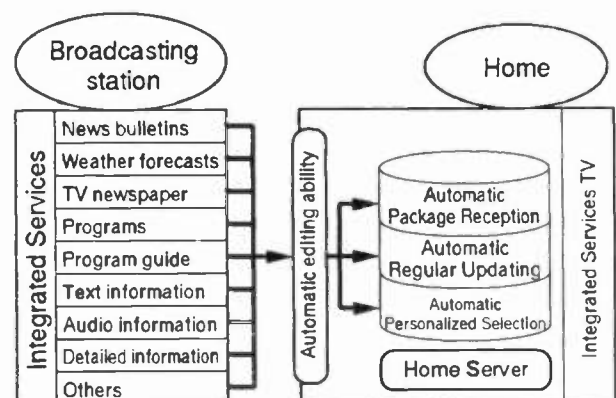 Broadcasting
station
Home
Integrated Services
News bulletins
Weather forecasts
TV newspaper
Programs
Program guide
Text information
Audio information
Detailed information
Others
Automatic editing ability
Automatic
Package Reception
Automatic
Regular Updating
Automatic
Personalized Selection
Home Server
Integrated Services TV